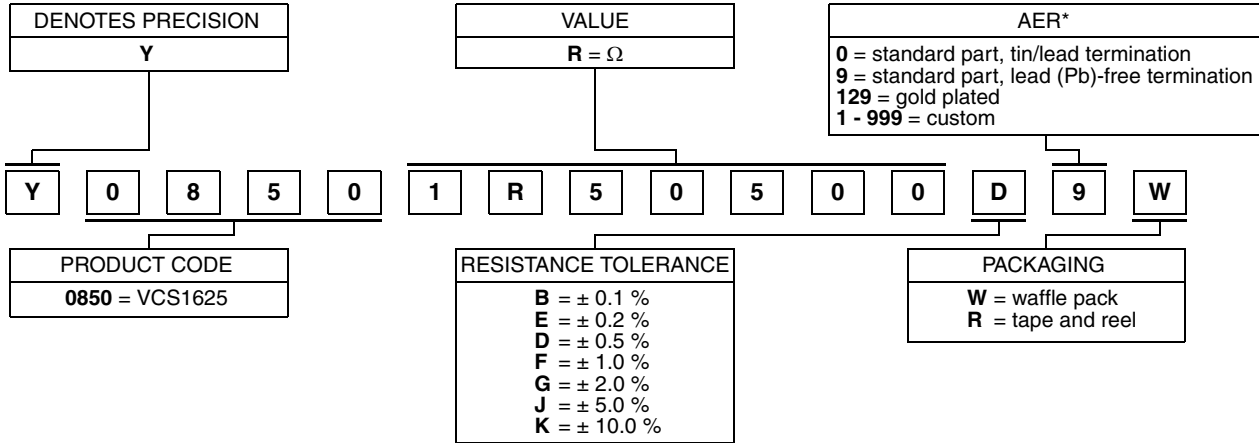 DENOTES PRECISION
Y
VALUE
R = Ω
AER*
0 = standard part, tin/lead termination
9 = standard part, lead (Pb)-free termination
129 = gold plated
1 - 999 = custom
Y 0 8 5 0 1 R 5 0 5 0 0 D 9 W
PRODUCT CODE
0850 = VCS1625
RESISTANCE TOLERANCE
B = ± 0.1 %
E = ± 0.2 %
D = ± 0.5 %
F = ± 1.0 %
G = ± 2.0 %
J = ± 5.0 %
K = ± 10.0 %
PACKAGING
W = waffle pack
R = tape and reel